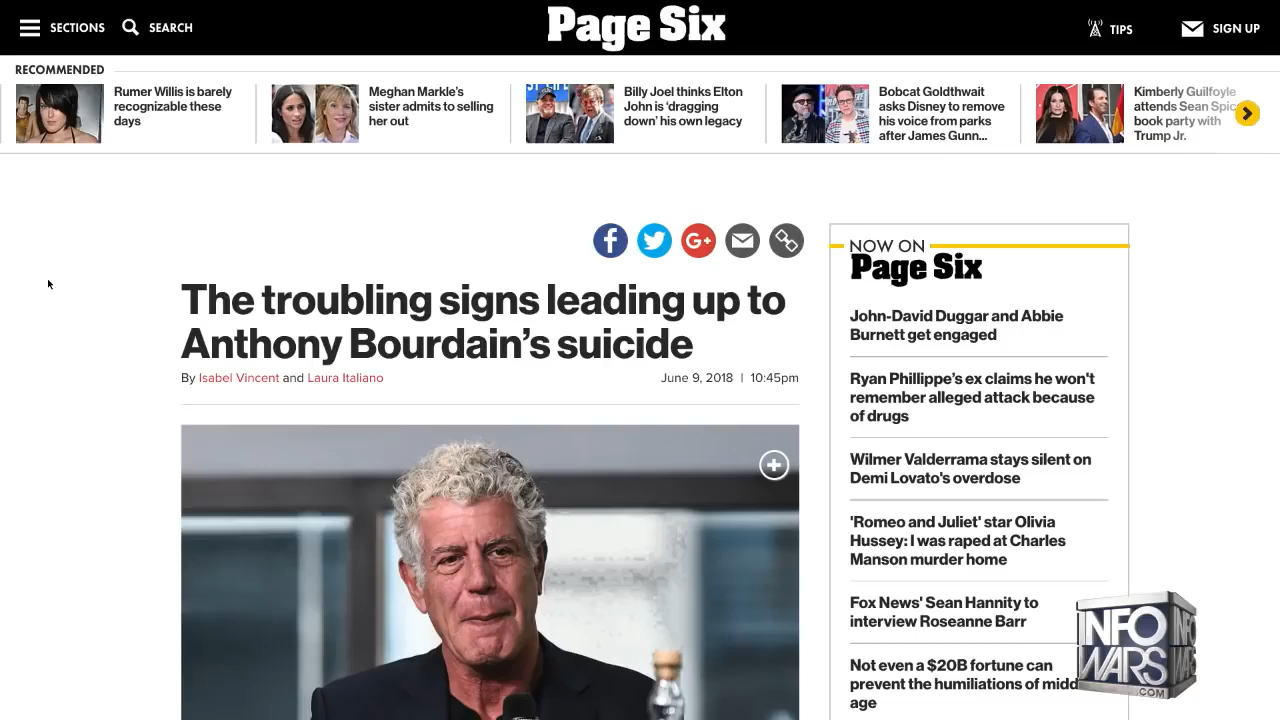 SECTIONS
SEARCH
Page Six
TIPS
SIGN UP
RECOMMENDED
Rumer Willis is barely
recognizable these
days
Meghan Markle's
sister admits to selling
her out
Billy Joel thinks Elton
John is 'dragging
down' his own legacy
Bobcat Goldthwait
asks Disney to remove
his voice from parks
after James Gunn...
Kimberly Guilfoyle
attends Sean Spic
book party with
Trump Jr.
The troubling signs leading up to
Anthony Bourdain's suicide
By Isabel Vincent and Laura Italiano
June 9, 2018 | 10:45pm
NOW ON
Page Six
John-David Duggar and Abbie
Burnett get engaged
Ryan Phillippe's ex claims he won't
remember alleged attack because
of drugs
Wilmer Valderrama stays silent on
Demi Lovato's overdose
'Romeo and Juliet' star Olivia
Hussey: I was raped at Charles
Manson murder home
Fox News' Sean Hannity to
interview Roseanne Barr
Not even a $20B fortune can
prevent the humiliations of midd
age
INFO
WARS
.COM